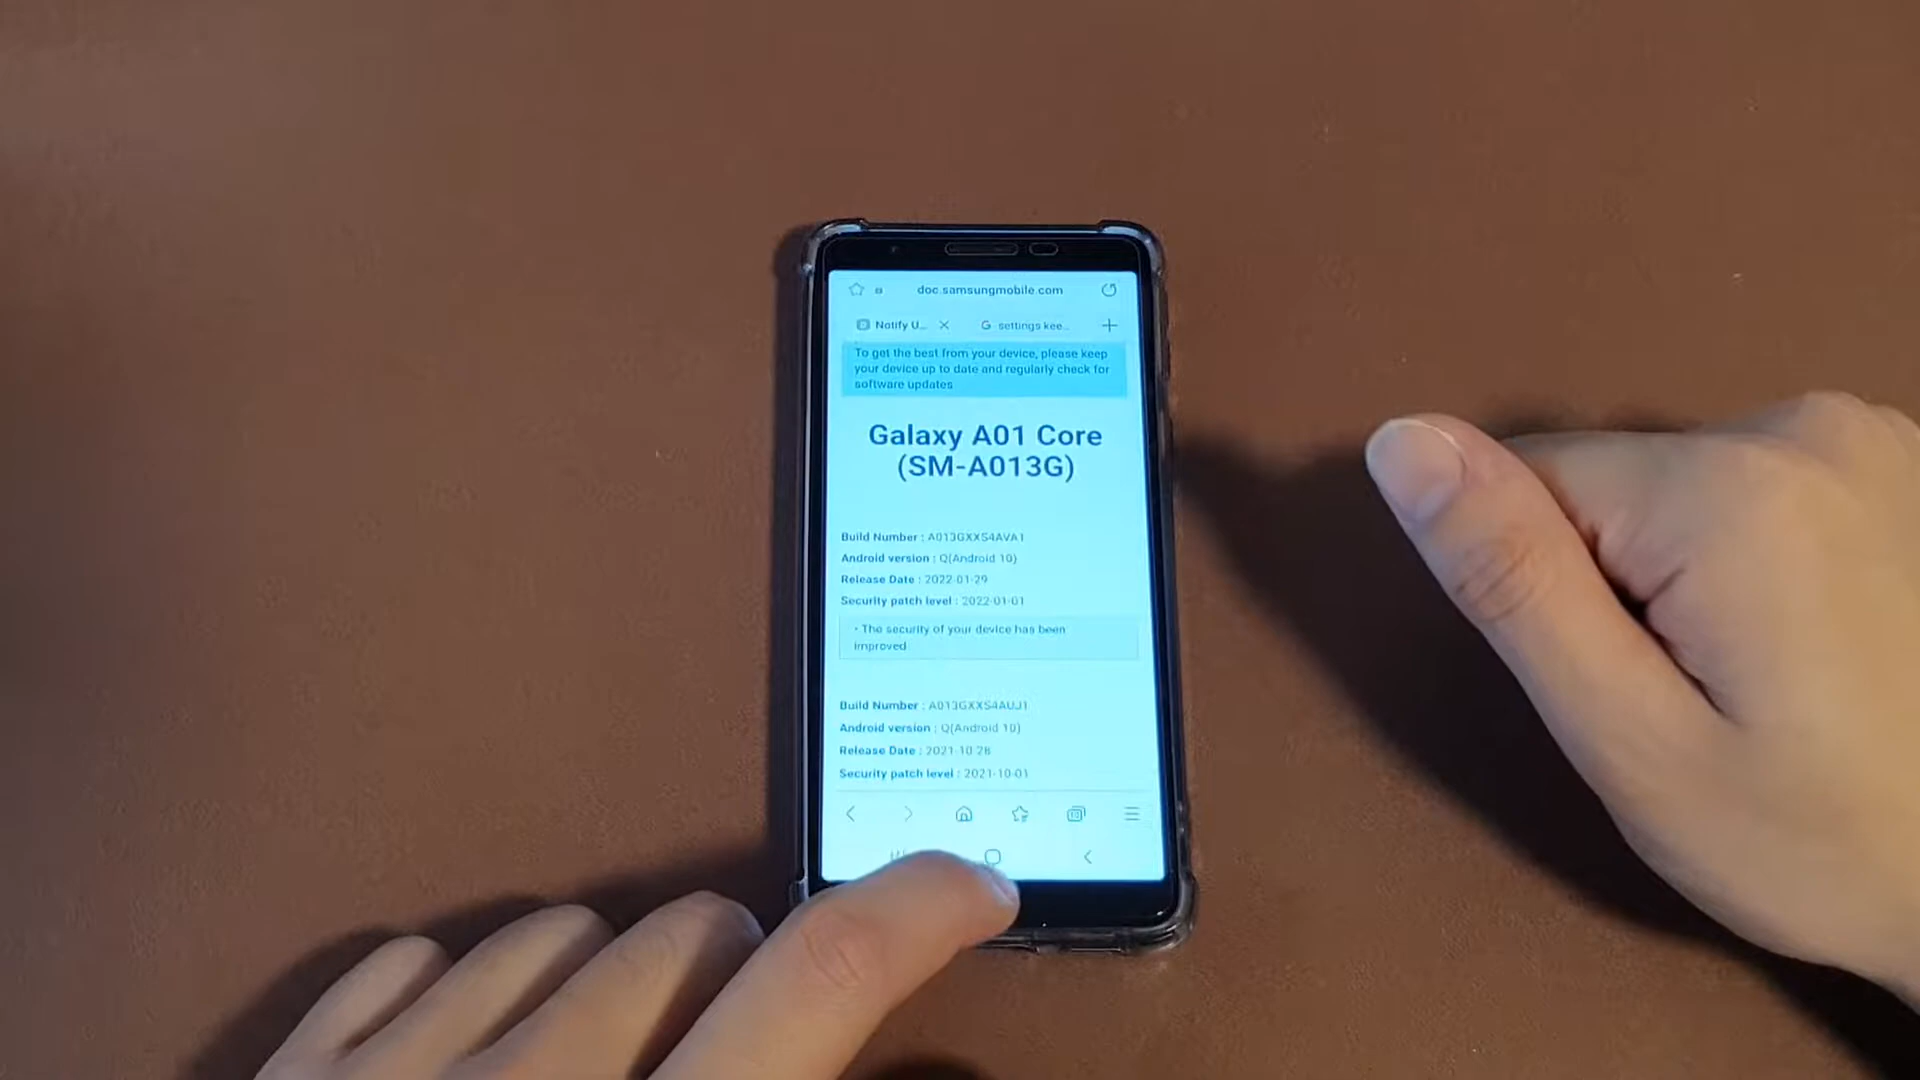 doc.samsungmobile.com
Notify U... settings kee...
To get the best from your device, please keep
your device up to date and regularly check for
software updates
Galaxy A01 Core
(SM-A013G)
Build Number : A013GXXS4AVA1
Android version : Q(Android 10)
Release Date : 2022-01-29
Security patch level : 2022-01-01
• The security of your device has been
improved
Build Number : A013GXXS4AUJ1
Android version : Q(Android 10)
Release Date : 2021-10-28
Security patch level : 2021-10-01